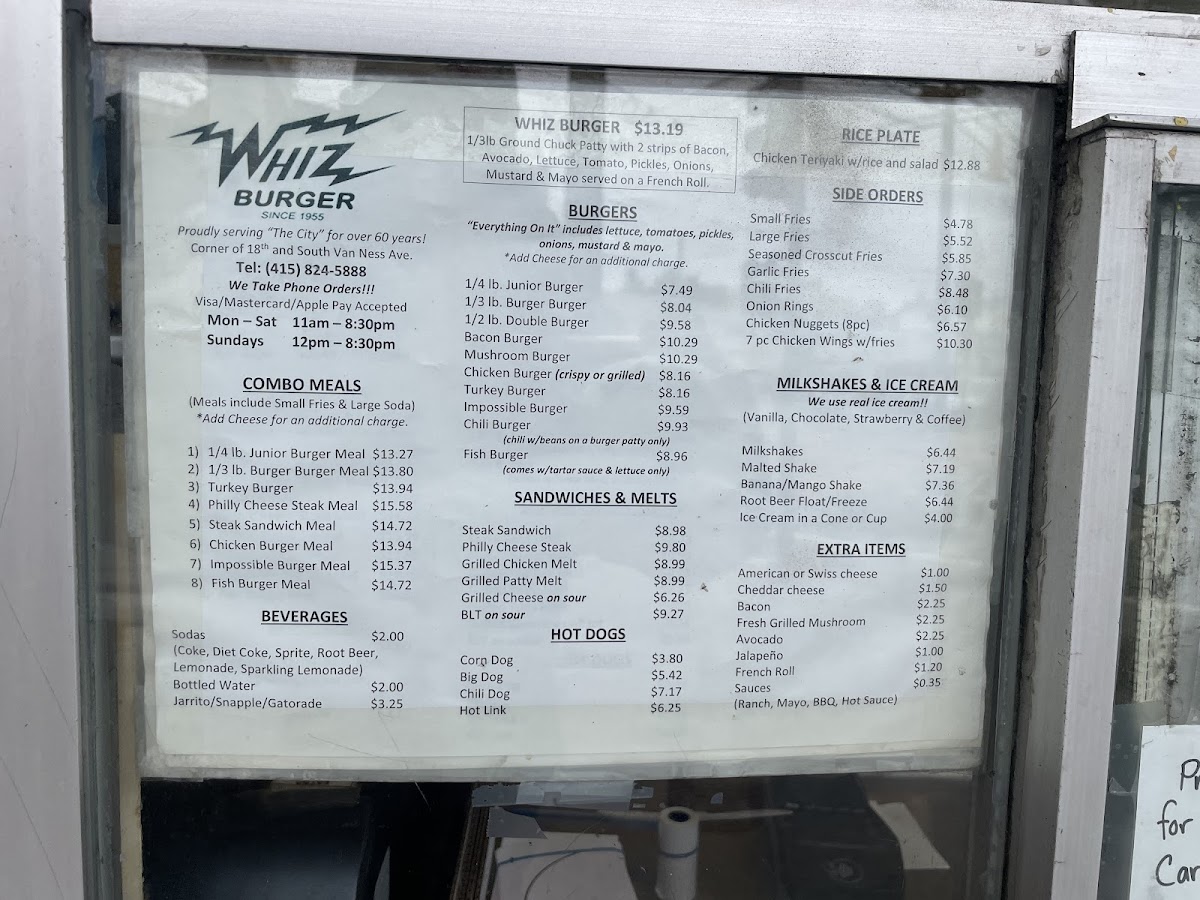 WHIZ
BURGER
SINCE 1955
Proudly serving "The City" for over 60 years!
Corner of 18th and South Van Ness Ave.
Tel: (415) 824-5888
We Take Phone Orders!!!
Visa/Mastercard/Apple Pay Accepted
Mon – Sat 11am – 8:30pm
Sundays 12pm – 8:30pm
COMBO MEALS
(Meals include Small Fries & Large Soda)
*Add Cheese for an additional charge.
1) 1/4 lb. Junior Burger Meal $13.27
2) 1/3 lb. Burger Burger Meal $13.80
3) Turkey Burger $13.94
4) Philly Cheese Steak Meal $15.58
5) Steak Sandwich Meal $14.72
6) Chicken Burger Meal $13.94
7) Impossible Burger Meal $15.37
8) Fish Burger Meal $14.72
BEVERAGES
Sodas $2.00
(Coke, Diet Coke, Sprite, Root Beer,
Lemonade, Sparkling Lemonade)
Bottled Water $2.00
Jarrito/Snapple/Gatorade $3.25
WHIZ BURGER $13.19
1/3lb Ground Chuck Patty with 2 strips of Bacon,
Avocado, Lettuce, Tomato, Pickles, Onions,
Mustard & Mayo served on a French Roll.
BURGERS
"Everything On It" includes lettuce, tomatoes, pickles,
onions, mustard & mayo.
*Add Cheese for an additional charge.
1/4 lb. Junior Burger $7.49
1/3 lb. Burger Burger $8.04
1/2 lb. Double Burger $9.58
Bacon Burger $10.29
Mushroom Burger $10.29
Chicken Burger (crispy or grilled) $8.16
Turkey Burger $8.16
Impossible Burger $9.59
Chili Burger $9.93
(chili w/beans on a burger patty only)
Fish Burger $8.96
(comes w/tartar sauce & lettuce only)
SANDWICHES & MELTS
Steak Sandwich $8.98
Philly Cheese Steak $9.80
Grilled Chicken Melt $8.99
Grilled Patty Melt $8.99
Grilled Cheese on sour $6.26
BLT on sour $9.27
HOT DOGS
Corn Dog $3.80
Big Dog $5.42
Chili Dog $7.17
Hot Link $6.25
RICE PLATE
Chicken Teriyaki w/rice and salad $12.88
SIDE ORDERS
Small Fries $4.78
Large Fries $5.52
Seasoned Crosscut Fries $5.85
Garlic Fries $7.30
Chili Fries $8.48
Onion Rings $6.10
Chicken Nuggets (8pc) $6.57
7 pc Chicken Wings w/fries $10.30
MILKSHAKES & ICE CREAM
We use real ice cream!!
(Vanilla, Chocolate, Strawberry & Coffee)
Milkshakes $6.44
Malted Shake $7.19
Banana/Mango Shake $7.36
Root Beer Float/Freeze $6.44
Ice Cream in a Cone or Cup $4.00
EXTRA ITEMS
American or Swiss cheese $1.00
Cheddar cheese $1.50
Bacon $2.25
Fresh Grilled Mushroom $2.25
Avocado $2.25
Jalapeño $1.00
French Roll $1.20
Sauces $0.35
(Ranch, Mayo, BBQ, Hot Sauce)
for